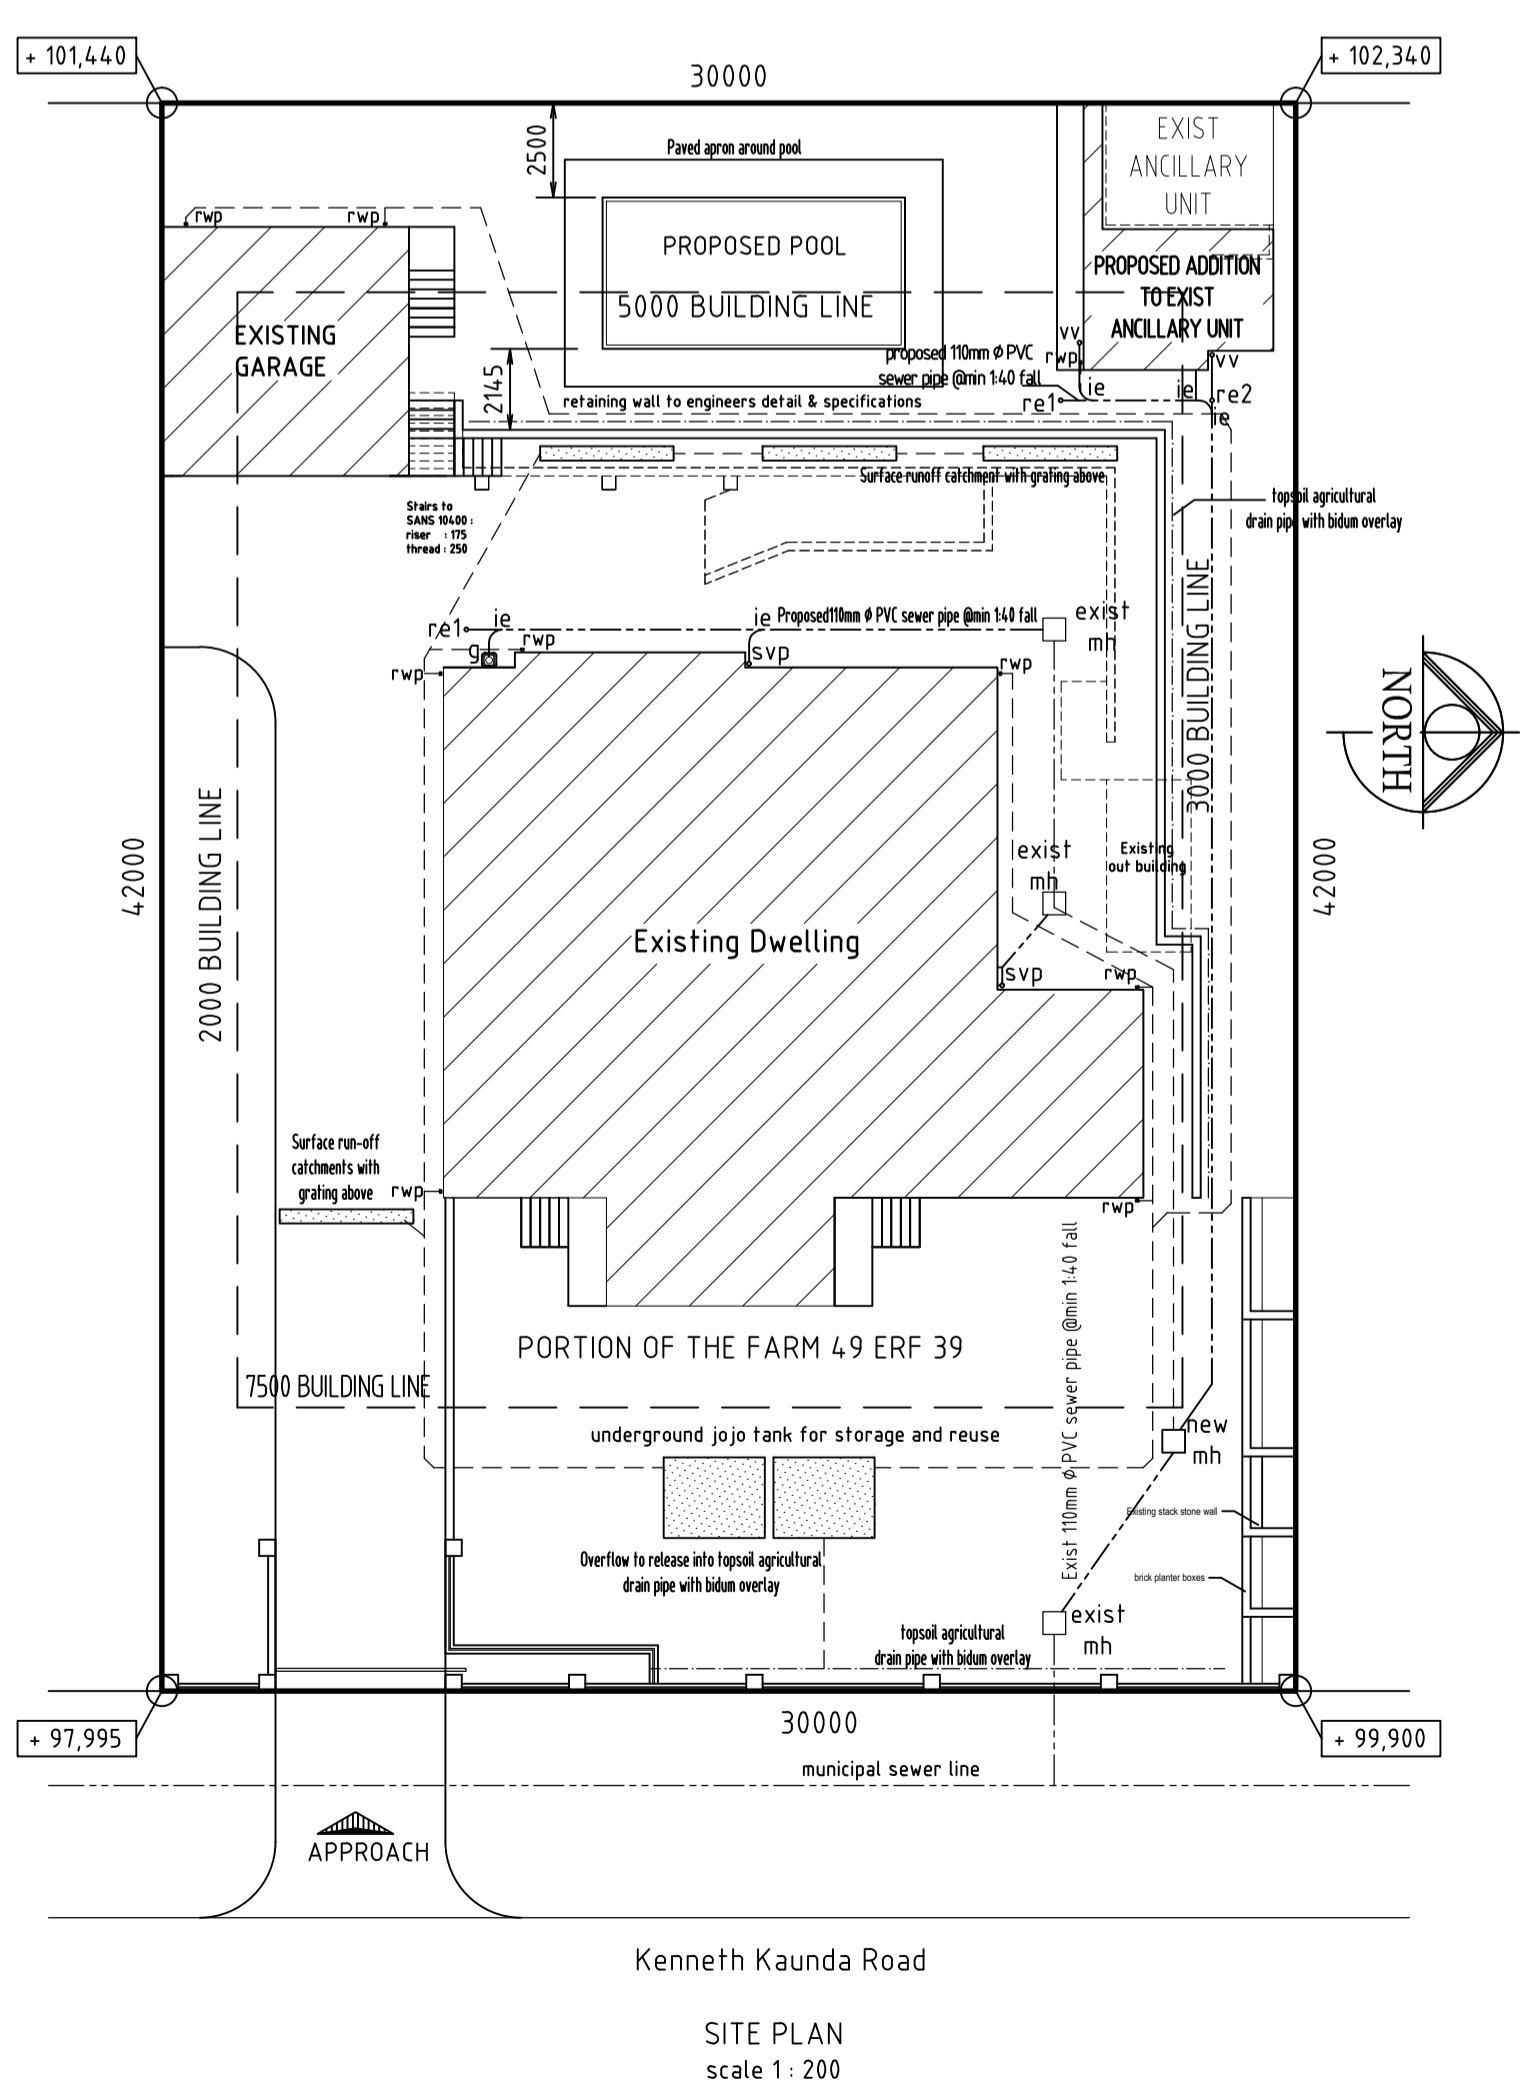 + 101,440
+ 102,340
30000
2500
Paved apron around pool
EXIST
ANCILLARY
UNIT
rwp
rwp
PROPOSED POOL
5000 BUILDING LINE
PROPOSED ADDITION
TO EXIST
ANCILLARY UNIT
EXISTING
GARAGE
2145
proposed 110mm Ø PVC
sewer pipe @min 1:40 fall
vv
rwp
vv
ie
ie
re1
re2
ie
retaining wall to engineers detail & specifications
Surface runoff catchment with grating above
Stairs to
SANS 10400 :
riser : 175
thread : 250
topsoil agricultural
drain pipe with bidum overlay
re1
ie
ie
Proposed110mm Ø PVC sewer pipe @min 1:40 fall
exist
mh
g
rwp
svp
rwp
rwp
3000 BUILDING LINE
NORTH
2000 BUILDING LINE
42000
42000
exist
mh
Existing
out building
Existing Dwelling
svp
rwp
Surface run-off
catchments with
grating above
rwp
rwp
Exist 110mm Ø PVC sewer pipe @min 1:40 fall
PORTION OF THE FARM 49 ERF 39
7500 BUILDING LINE
underground jojo tank for storage and reuse
new
mh
Existing stack stone wall
Overflow to release into topsoil agricultural
drain pipe with bidum overlay
brick planter boxes
exist
mh
topsoil agricultural
drain pipe with bidum overlay
30000
+ 97,995
+ 99,900
municipal sewer line
APPROACH
Kenneth Kaunda Road
SITE PLAN
scale 1 : 200